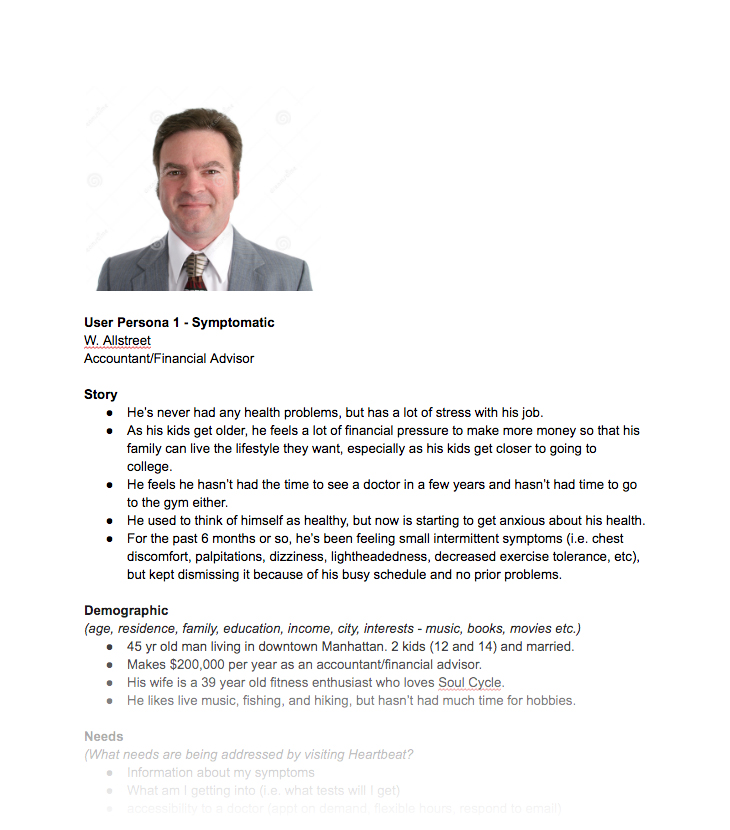 User Persona 1 - Symptomatic
W. Allstreet
Accountant/Financial Advisor
Story
● He's never had any health problems, but has a lot of stress with his job.
● As his kids get older, he feels a lot of financial pressure to make more money so that his
family can live the lifestyle they want, especially as his kids get closer to going to
college.
● He feels he hasn't had the time to see a doctor in a few years and hasn't had time to go
to the gym either.
● He used to think of himself as healthy, but now is starting to get anxious about his health.
● For the past 6 months or so, he's been feeling small intermittent symptoms (i.e. chest
discomfort, palpitations, dizziness, lightheadedness, decreased exercise tolerance, etc),
but kept dismissing it because of his busy schedule and no prior problems.
Demographic
(age, residence, family, education, income, city, interests - music, books, movies etc.)
● 45 yr old man living in downtown Manhattan. 2 kids (12 and 14) and married.
● Makes $200,000 per year as an accountant/financial advisor.
● His wife is a 39 year old fitness enthusiast who loves Soul Cycle.
● He likes live music, fishing, and hiking, but hasn't had much time for hobbies.
Needs
(What needs are being addressed by visiting Heartbeat?
● Information about my symptoms
● What am I getting into (i.e. what tests will I get)
● accessibility to a doctor (appt on demand, flexible hours, respond to email)